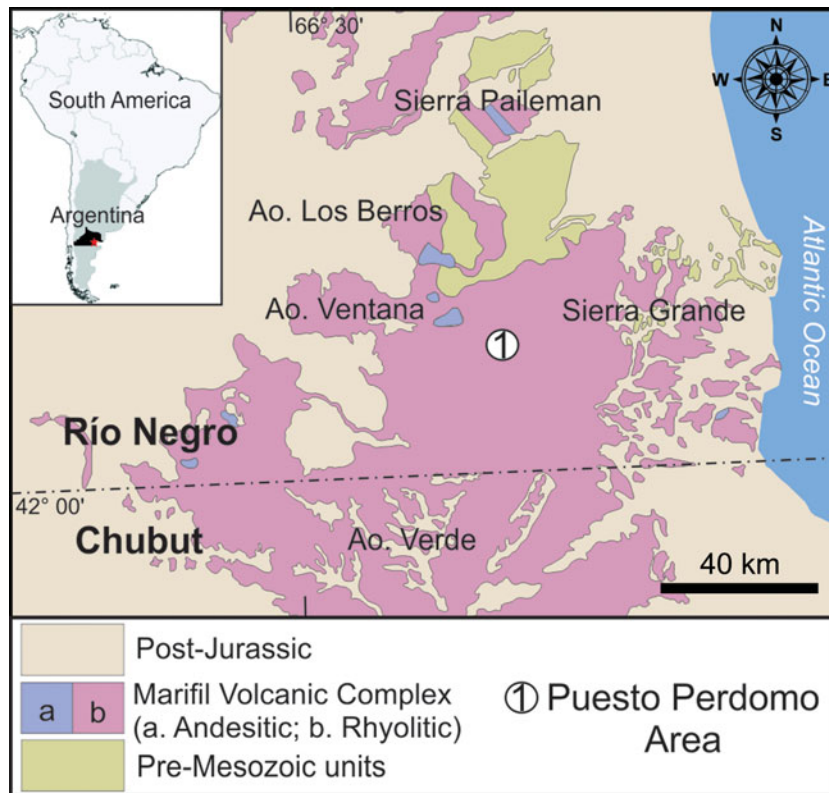 66° 30'
N
W
E
S
South America
Sierra Paileman
Argentina
Ao. Los Berros
Ao. Ventana
Sierra Grande
1
Atlantic Ocean
Río Negro
42° 00'
Chubut
Ao. Verde
40 km
Post-Jurassic
a b Marifil Volcanic Complex
(a. Andesitic; b. Rhyolitic)
Pre-Mesozoic units
1 Puesto Perdomo
Area